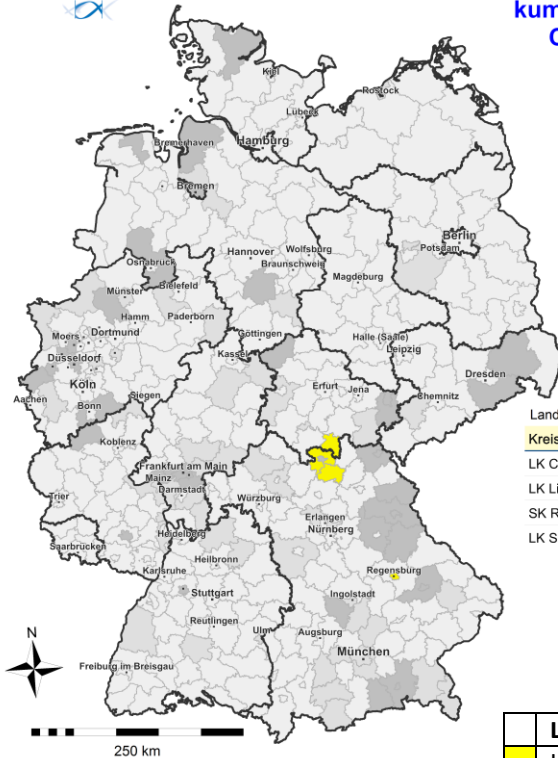 kum
C
Kiel
Rostock
Lübeck
Bremerhaven
Hamburg
Bremen
Berlin
Potsdam
Hannover
Wolfsburg
Osnabrück
Braunschweig
Magdeburg
Münster
Bielefeld
Hamm
Paderborn
Moers
Dortmund
Göttingen
Halle (Saale)
Düsseldorf
Kassel
Leipzig
Köln
Dresden
Erfurt
Jena
Aachen
Bonn
Siegen
Chemnitz
Koblenz
Land
Kreis
Frankfurt am Main
LK C
Mainz
Trier
Darmstadt
Würzburg
LK Li
SK R
Erlangen
LK S
Heidelberg
Nürnberg
Saarbrücken
Heilbronn
Karlsruhe
Regensburg
Stuttgart
Ingolstadt
Reutlingen
Ulm
Augsburg
N
München
Freiburg im Breisgau
L
250 km